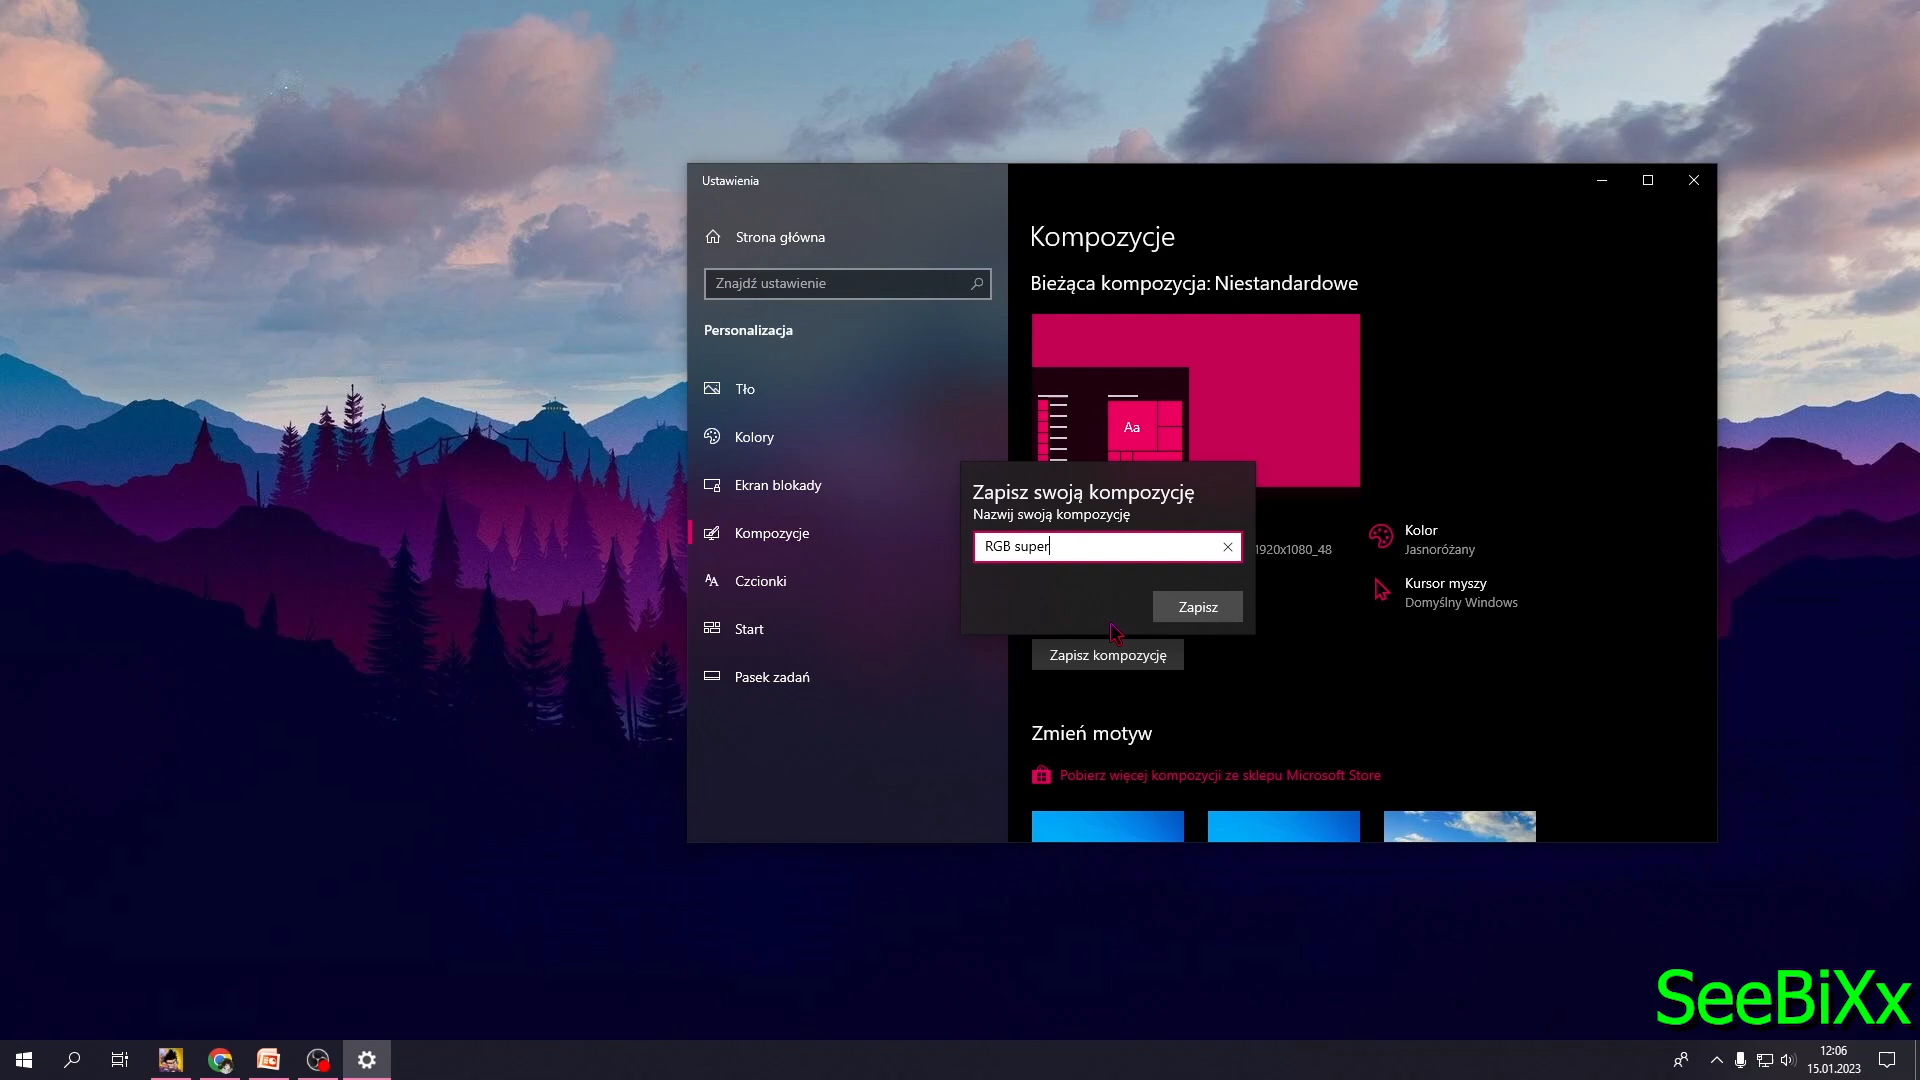 Ustawienia
Strona główna
Znajdź ustawienie
Personalizacja
Tło
Kolory
Ekran blokady
Kompozycje
Czcionki
Start
Pasek zadań
Kompozycje
Bieżąca kompozycja: Niestandardowe
Aa
Zapisz swoją kompozycję
Nazwij swoją kompozycję
RGB super
Zapisz
1920x1080_48
Kolor
Jasnoróżany
Kursor myszy
Domyślny Windows
Zapisz kompozycję
Zmień motyw
Pobierz więcej kompozycji ze sklepu Microsoft Store
SeeBiXx
12:06
15.01.2023